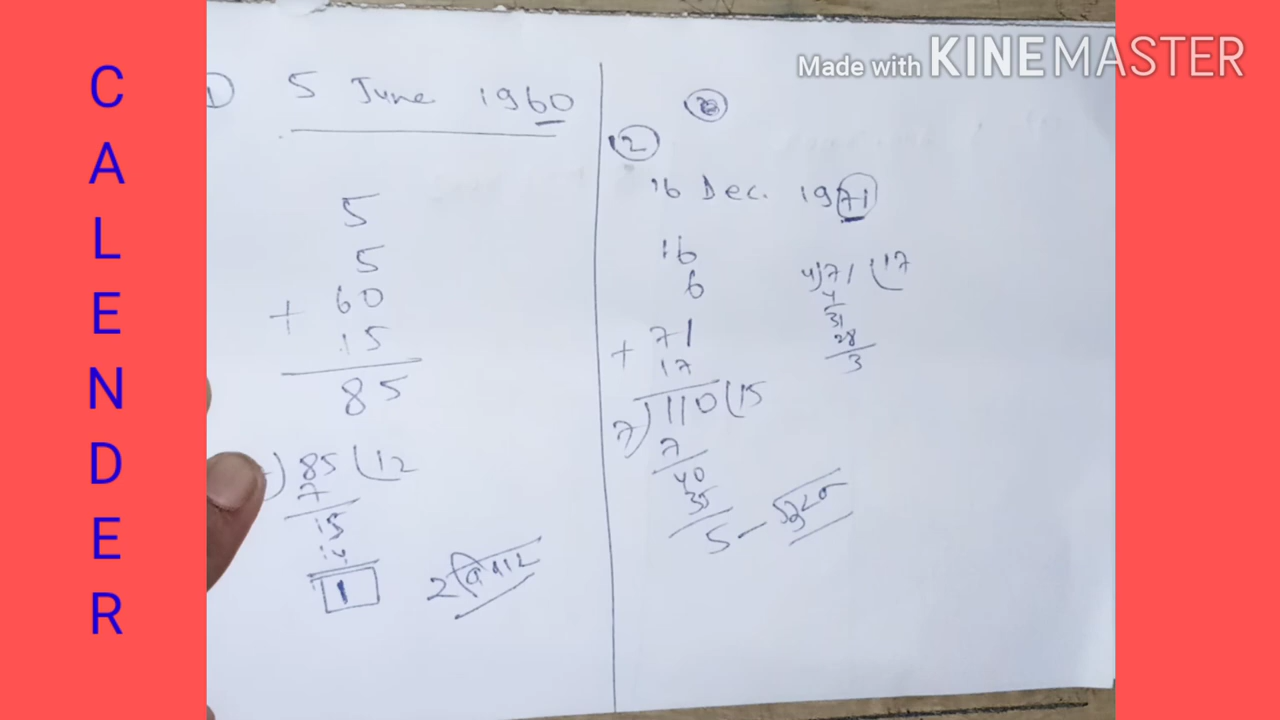 CALENDER
Made with KINEMASTER
1) 5 June 1960
5
5
+ 60
15
85
) 85 ( 12
7
15
14
1
रविवार
2
16 Dec. 1971
16
6
+ 71
17
7 ) 110 ( 15
7
40
35
5 –
4 ) 71 ( 17
4
31
28
3